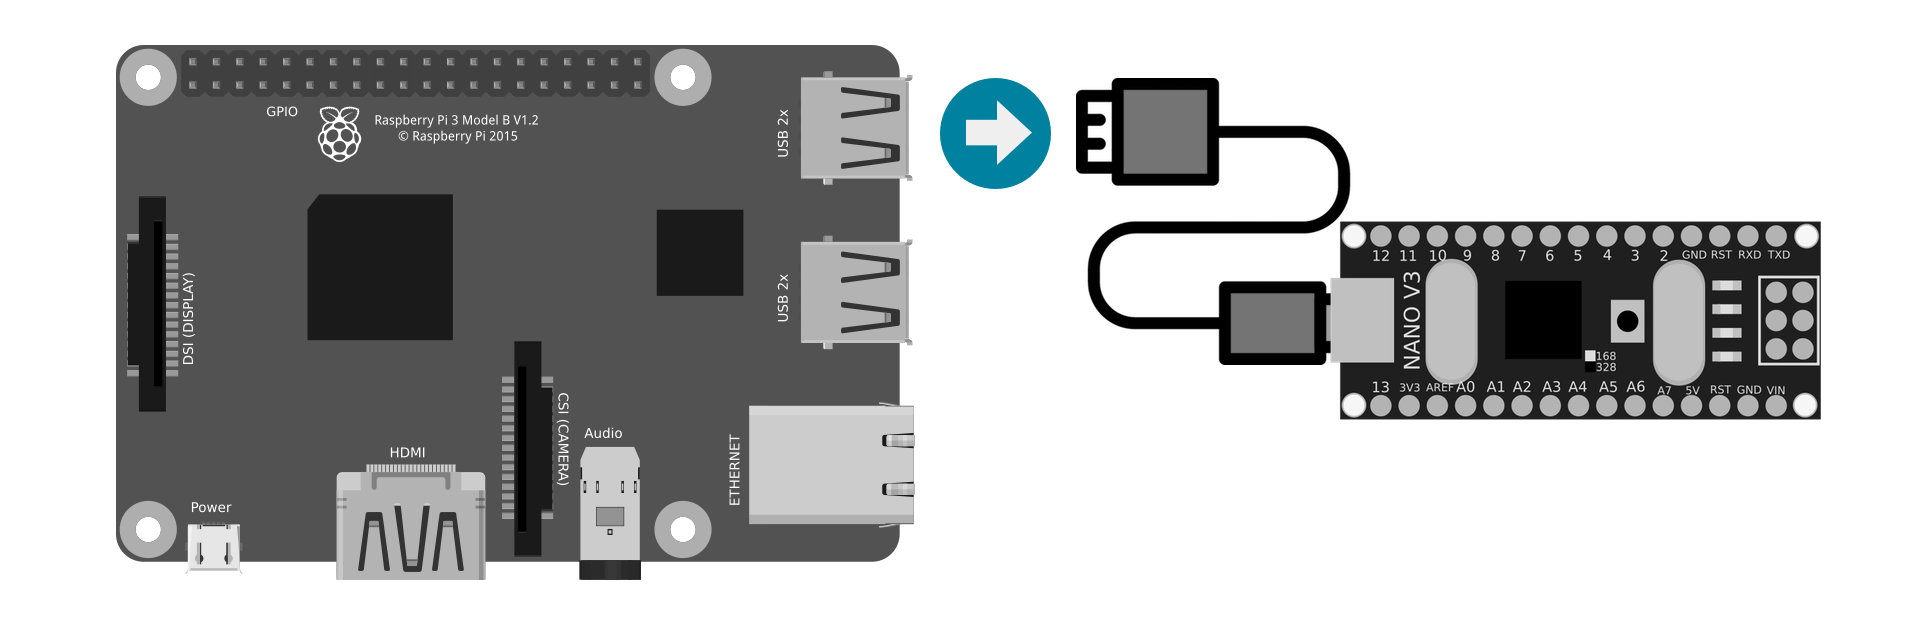 GPIO
Raspberry Pi 3 Model B V1.2
© Raspberry Pi 2015
USB 2x
USB 2x
DSI (DISPLAY)
CSI (CAMERA)
HDMI
Audio
ETHERNET
Power
12 11 10 9 8 7 6 5 4 3 2 GND RST RXD TXD
NANO V3
168
328
13 3V3 AREF A0 A1 A2 A3 A4 A5 A6 A7 5V RST GND VIN